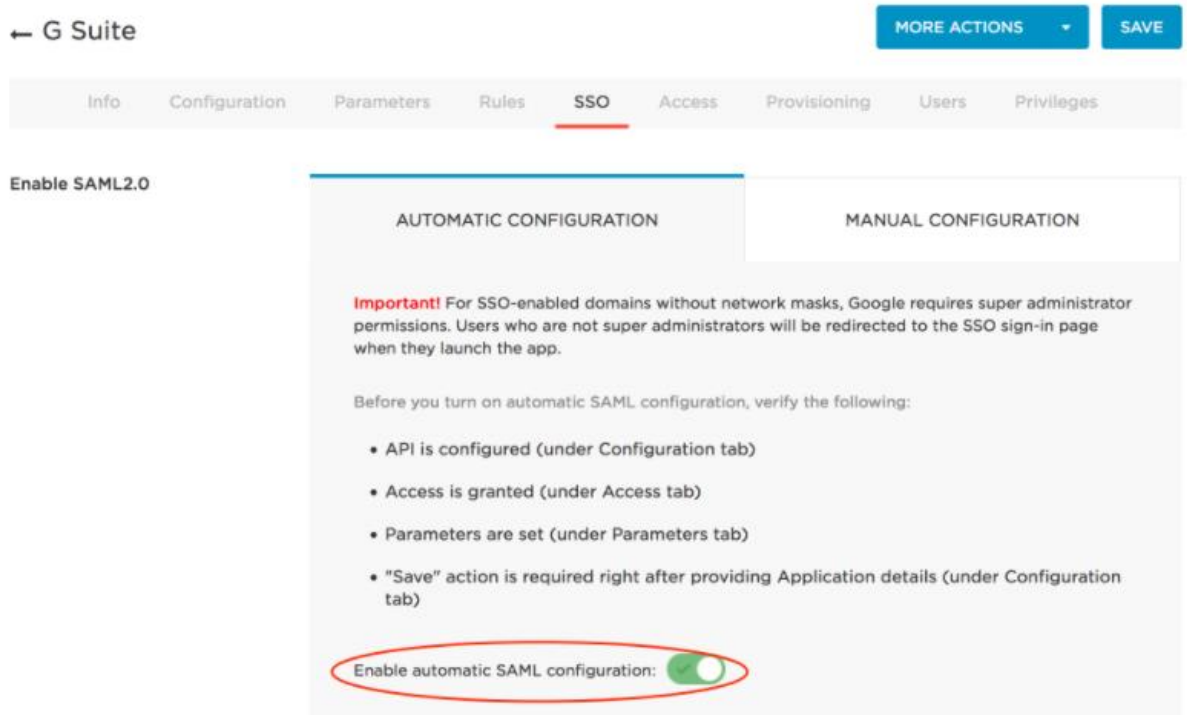 ← G Suite
MORE ACTIONS
SAVE
Info Configuration Parameters Rules SSO Access Provisioning Users Privileges
Enable SAML2.0
AUTOMATIC CONFIGURATION
MANUAL CONFIGURATION
Important! For SSO-enabled domains without network masks, Google requires super administrator
permissions. Users who are not super administrators will be redirected to the SSO sign-in page
when they launch the app.
Before you turn on automatic SAML configuration, verify the following:
• API is configured (under Configuration tab)
• Access is granted (under Access tab)
• Parameters are set (under Parameters tab)
• "Save" action is required right after providing Application details (under Configuration
tab)
Enable automatic SAML configuration: